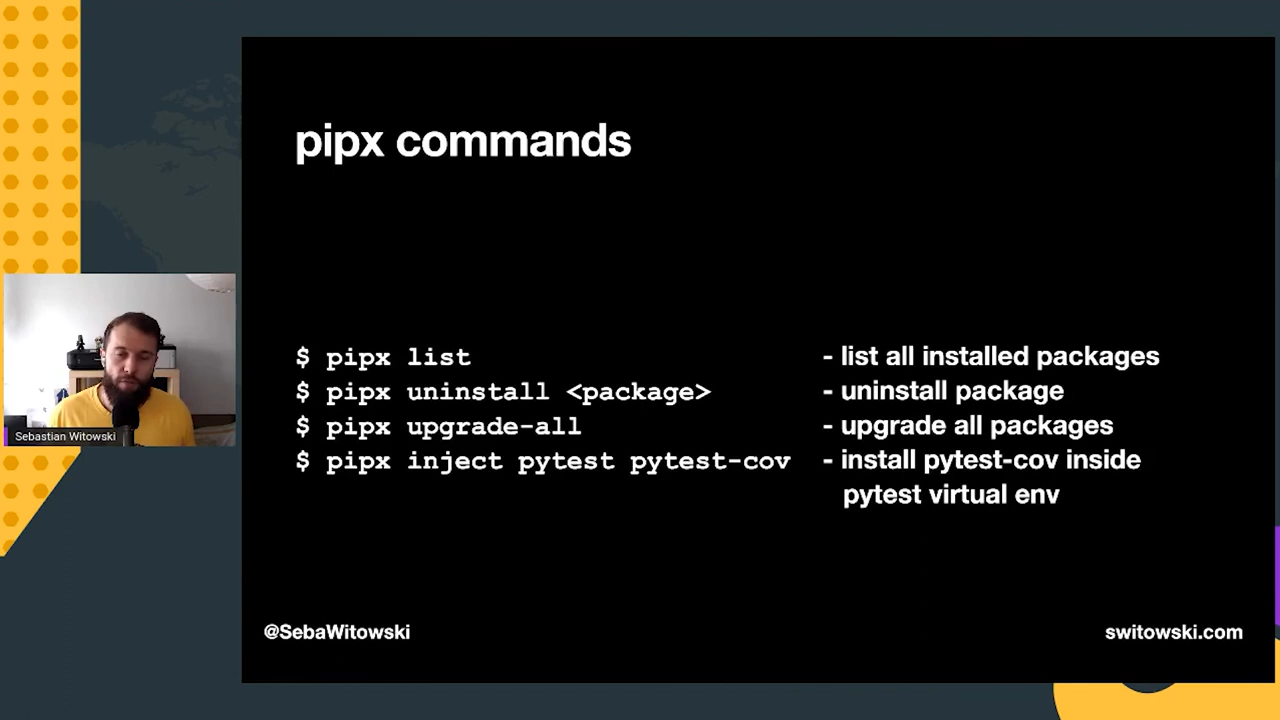 pipx commands
$ pipx list - list all installed packages
$ pipx uninstall <package> - uninstall package
$ pipx upgrade-all - upgrade all packages
$ pipx inject pytest pytest-cov - install pytest-cov inside
pytest virtual env
Sebastian Witowski
@SebaWitowski switowski.com